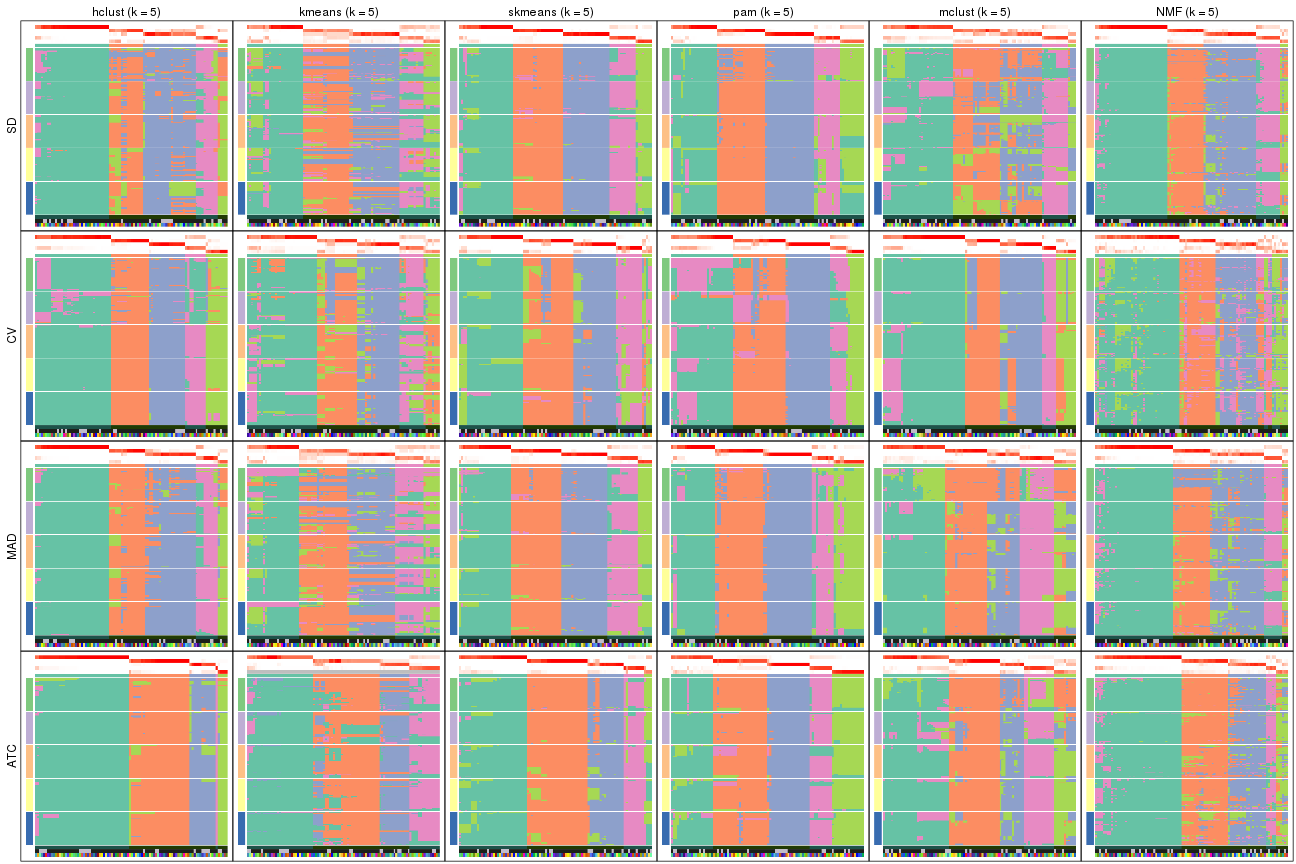 hclust (k = 5) kmeans (k = 5) skmeans (k = 5) pam (k = 5) mclust (k = 5) NMF (k = 5)
SD
CV
MAD
ATC